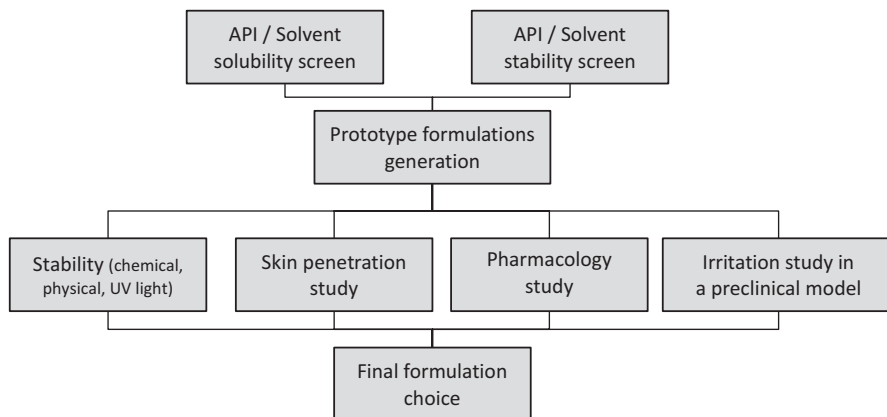 API / Solvent
solubility screen
API / Solvent
stability screen
Prototype formulations
generation
Stability (chemical,
physical, UV light)
Skin penetration
study
Pharmacology
study
Irritation study in
a preclinical model
Final formulation
choice